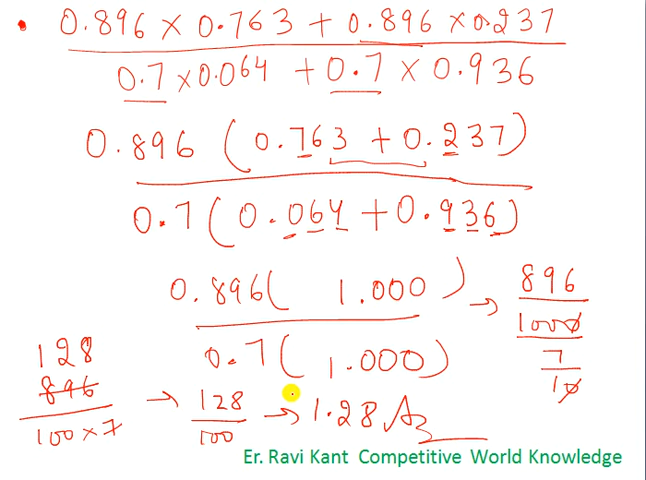 0.896 × 0.763 + 0.896 × 0.237
0.7 × 0.064 + 0.7 × 0.936
0.896 ( 0.763 + 0.237 )
0.7 ( 0.064 + 0.936 )
0.896 ( 1.000 ) →
0.7 ( 1.000 )
896
1000
7
10
128
896
100 × 7
→ 128
100
→ 1.28 Az
Er. Ravi Kant Competitive World Knowledge